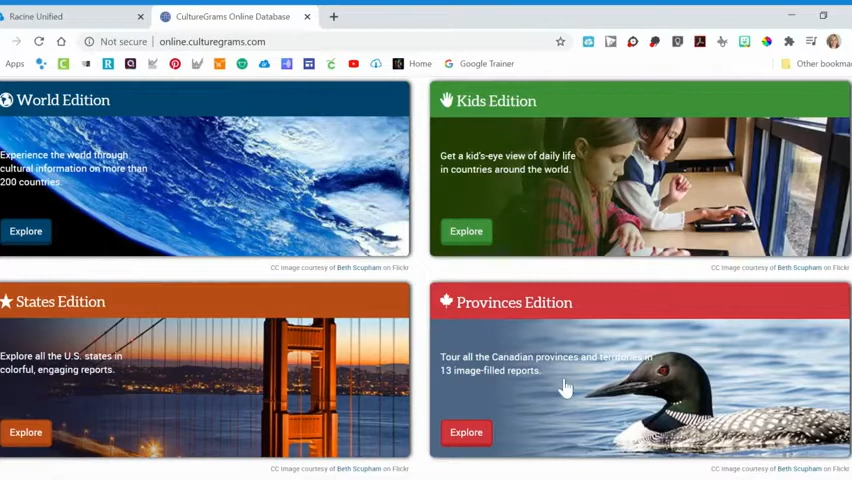 Racine Unified
CultureGrams Online Database
Not secure
online.culturegrams.com
Apps
Home
Google Trainer
Other bookma
World Edition
Experience the world through
cultural information on more than
200 countries.
Explore
CC Image courtesy of Beth Scupham on Flickr
Kids Edition
Get a kid's-eye view of daily life
in countries around the world.
Explore
CC Image courtesy of Beth Scupham on Flickr
States Edition
Explore all the U.S. states in
colorful, engaging reports.
Explore
CC Image courtesy of Beth Scupham on Flickr
Provinces Edition
Tour all the Canadian provinces and territories in
13 image-filled reports.
Explore
CC Image courtesy of Beth Scupham on Flickr